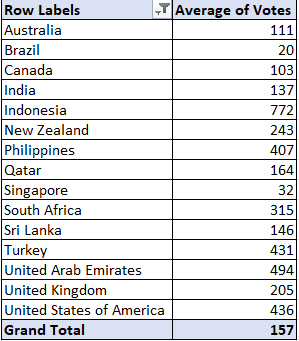 Row Labels Average of Votes
Australia 111
Brazil 20
Canada 103
India 137
Indonesia 772
New Zealand 243
Philippines 407
Qatar 164
Singapore 32
South Africa 315
Sri Lanka 146
Turkey 431
United Arab Emirates 494
United Kingdom 205
United States of America 436
Grand Total 157